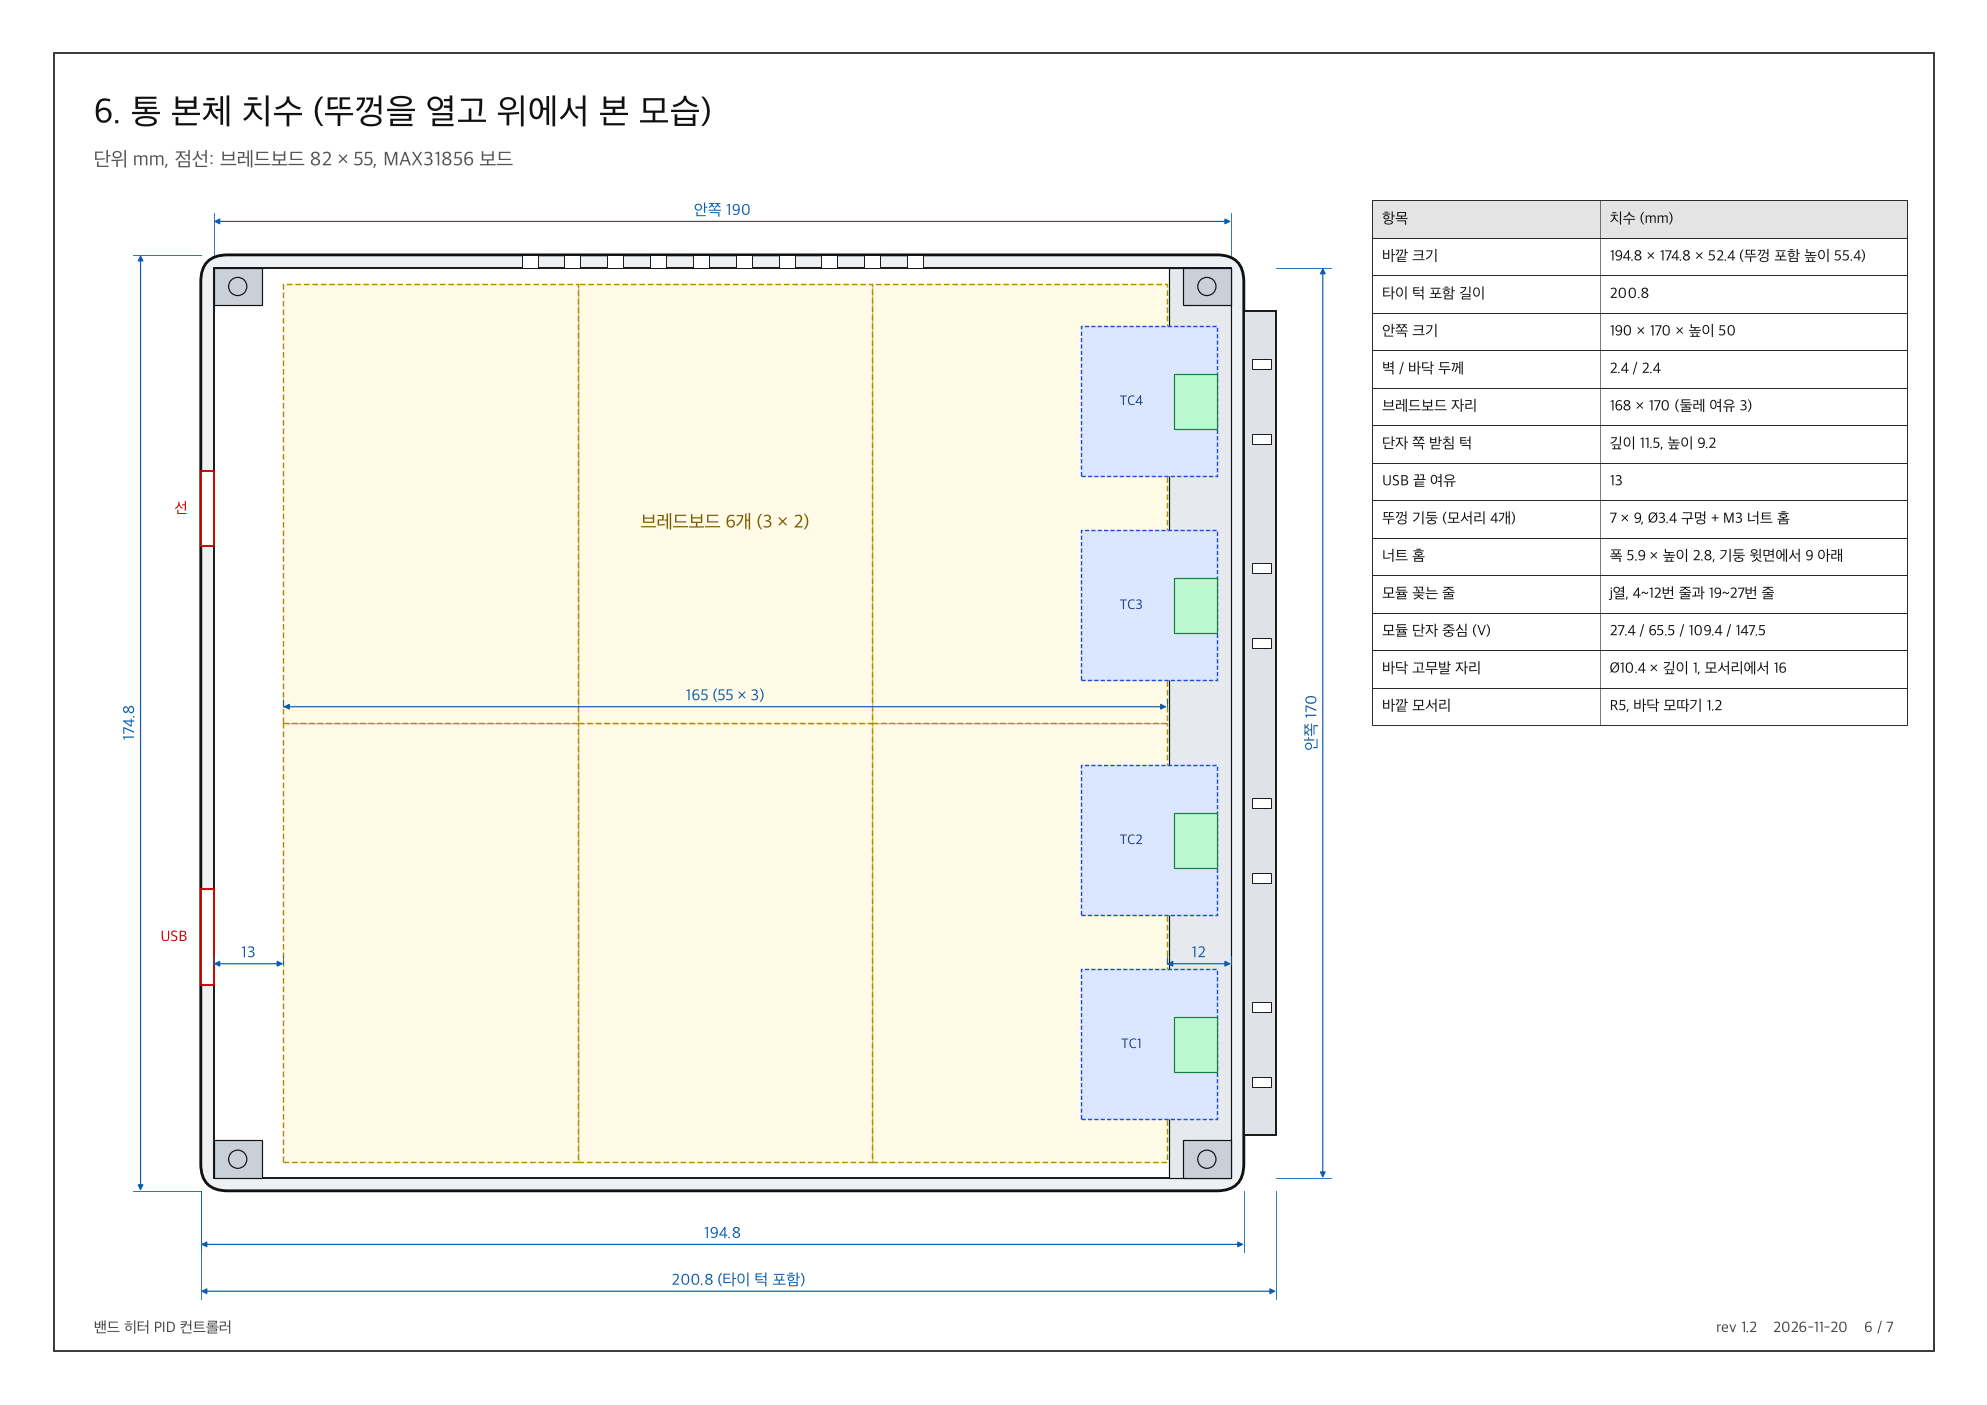 6. 통 본체 치수 (뚜껑을 열고 위에서 본 모습)
단위 mm, 점선: 브레드보드 82 × 55, MAX31856 보드
안쪽 190
174.8
선
USB
브레드보드 6개 (3 × 2)
165 (55 × 3)
13
12
TC4
TC3
TC2
TC1
안쪽 170
194.8
200.8 (타이 턱 포함)
항목 치수 (mm)
바깥 크기 194.8 × 174.8 × 52.4 (뚜껑 포함 높이 55.4)
타이 턱 포함 길이 200.8
안쪽 크기 190 × 170 × 높이 50
벽 / 바닥 두께 2.4 / 2.4
브레드보드 자리 168 × 170 (둘레 여유 3)
단자 쪽 받침 턱 깊이 11.5, 높이 9.2
USB 끝 여유 13
뚜껑 기둥 (모서리 4개) 7 × 9, Ø3.4 구멍 + M3 너트 홈
너트 홈 폭 5.9 × 높이 2.8, 기둥 윗면에서 9 아래
모듈 꽂는 줄 j열, 4~12번 줄과 19~27번 줄
모듈 단자 중심 (V) 27.4 / 65.5 / 109.4 / 147.5
바닥 고무발 자리 Ø10.4 × 깊이 1, 모서리에서 16
바깥 모서리 R5, 바닥 모따기 1.2
밴드 히터 PID 컨트롤러
rev 1.2 2026-11-20 6 / 7